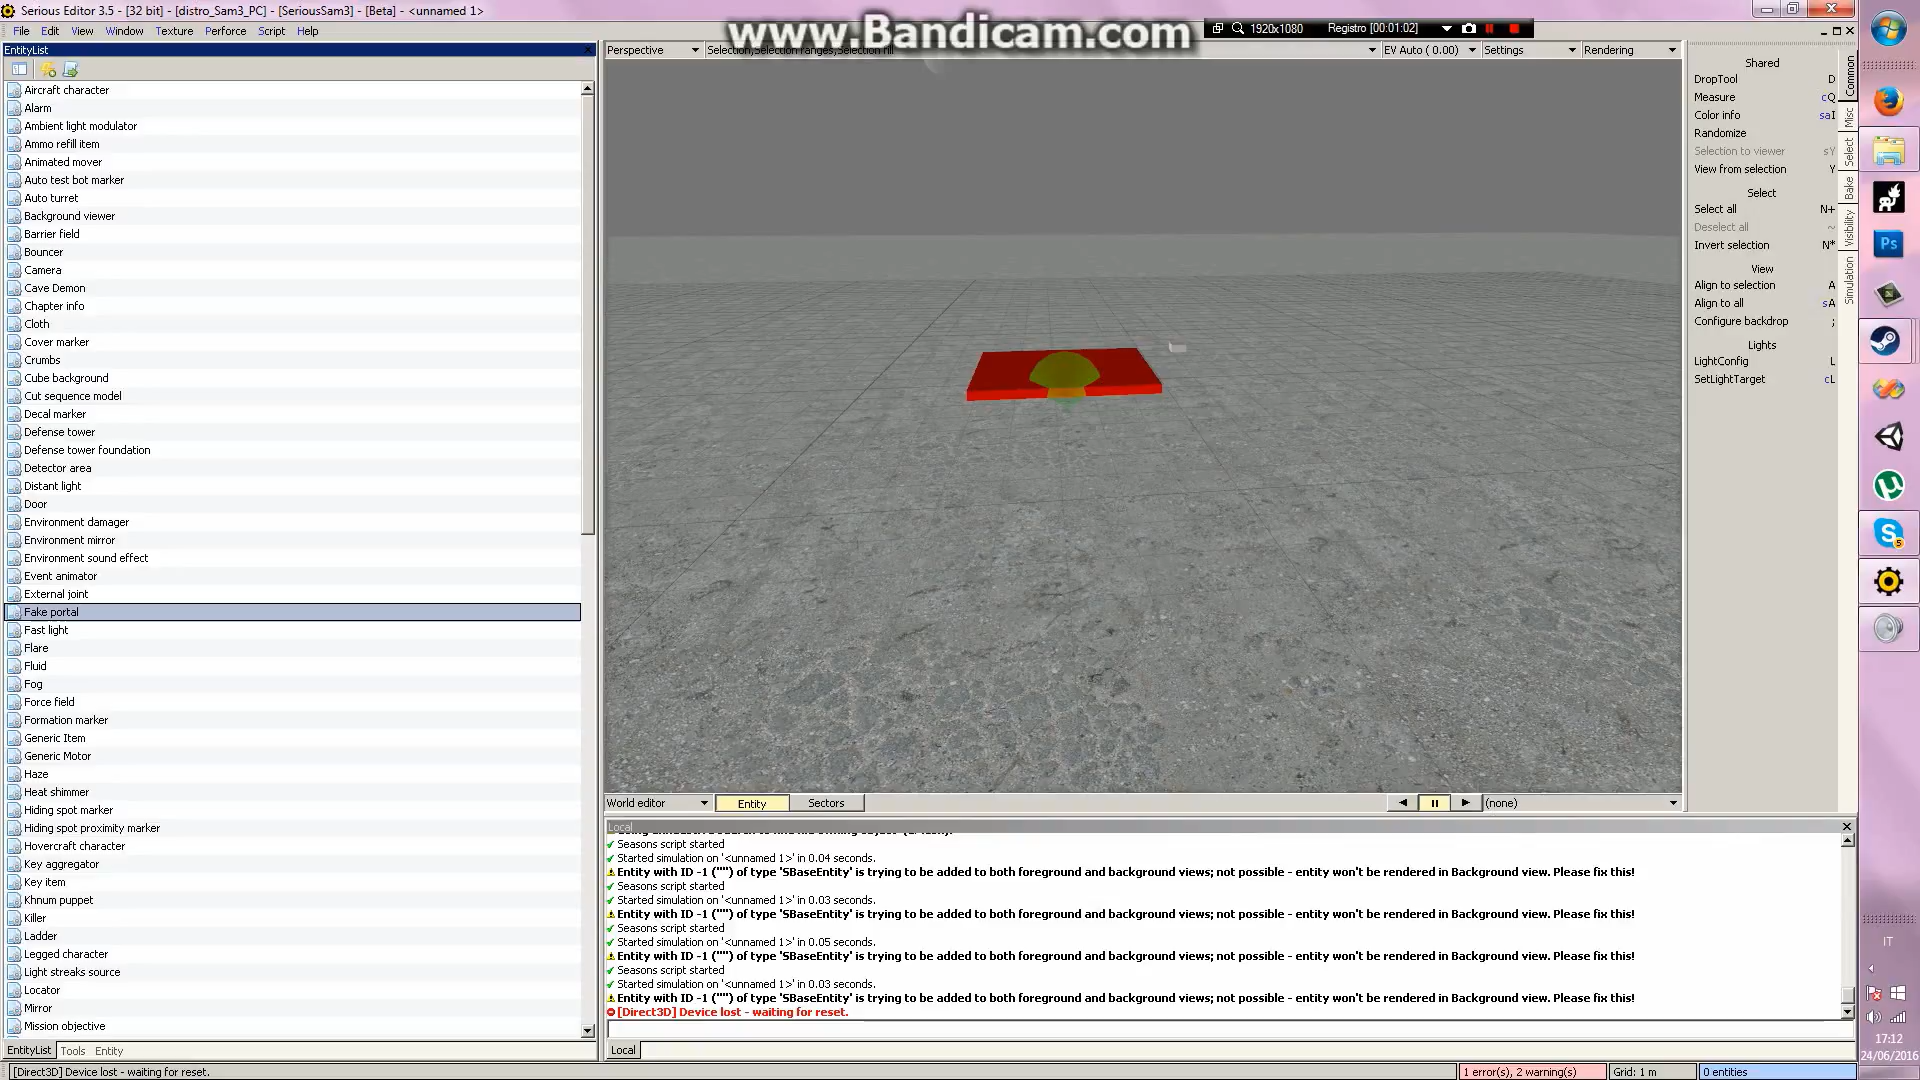 Serious Editor 3.5 - [32 bit] - [distro_Sam3_PC] - [SeriousSam3] - [Beta] - <unnamed 1>
www.Bandicam.com
1920x1080
Registro [00:01:02]
File Edit View Window Texture Perforce Script Help
EntityList
Perspective
Selection,Selection ranges,Selection fill
EV Auto ( 0.00)
Settings
Rendering
Aircraft character
Alarm
Ambient light modulator
Ammo refill item
Animated mover
Auto test bot marker
Auto turret
Background viewer
Barrier field
Bouncer
Camera
Cave Demon
Chapter info
Cloth
Cover marker
Crumbs
Cube background
Cut sequence model
Decal marker
Defense tower
Defense tower foundation
Detector area
Distant light
Door
Environment damager
Environment mirror
Environment sound effect
Event animator
External joint
Fake portal
Fast light
Flare
Fluid
Fog
Force field
Formation marker
Generic Item
Generic Motor
Haze
Heat shimmer
Hiding spot marker
Hiding spot proximity marker
Hovercraft character
Key aggregator
Key item
Khnum puppet
Killer
Ladder
Legged character
Light streaks source
Locator
Mirror
Mission objective
EntityList Tools Entity
Shared
DropTool D
Measure cQ
Color info saI
Randomize
Selection to viewer sY
View from selection Y
Select
Select all N+
Deselect all ~
Invert selection N*
View
Align to selection A
Align to all sA
Configure backdrop ;
Lights
LightConfig L
SetLightTarget cL
Common
Misc
Select
Bake
Visibility
Simulation
World editor
Entity
Sectors
(none)
Local
Seasons script started
Started simulation on '<unnamed 1>' in 0.04 seconds.
Entity with ID -1 ("") of type 'SBaseEntity' is trying to be added to both foreground and background views; not possible - entity won't be rendered in Background view. Please fix this!
Seasons script started
Started simulation on '<unnamed 1>' in 0.03 seconds.
Entity with ID -1 ("") of type 'SBaseEntity' is trying to be added to both foreground and background views; not possible - entity won't be rendered in Background view. Please fix this!
Seasons script started
Started simulation on '<unnamed 1>' in 0.05 seconds.
Entity with ID -1 ("") of type 'SBaseEntity' is trying to be added to both foreground and background views; not possible - entity won't be rendered in Background view. Please fix this!
Seasons script started
Started simulation on '<unnamed 1>' in 0.03 seconds.
Entity with ID -1 ("") of type 'SBaseEntity' is trying to be added to both foreground and background views; not possible - entity won't be rendered in Background view. Please fix this!
[Direct3D] Device lost - waiting for reset.
Local
[Direct3D] Device lost - waiting for reset.
1 error(s), 2 warning(s)
Grid: 1 m
0 entities
Ps
S
5
IT
17:12
24/06/2016